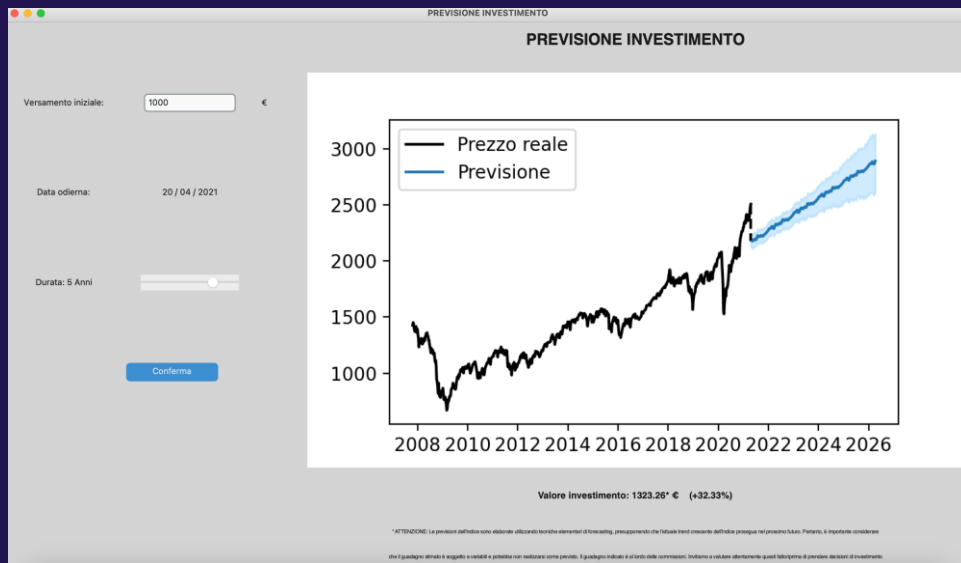 PREVISIONE INVESTIMENTO
PREVISIONE INVESTIMENTO
Versamento iniziale: 1000 €
Data odierna: 20 / 04 / 2021
Durata: 5 Anni
Conferma
Prezzo reale
Previsione
3000
2500
2000
1500
1000
2008 2010 2012 2014 2016 2018 2020 2022 2024 2026
Valore investimento: 1323.26* € (+32.33%)
* ATTENZIONE: Le previsioni dell'indice sono elaborate utilizzando tecniche elementari di forecasting, presupponendo che l'attuale trend crescente dell'indice prosegua nel prossimo futuro. Pertanto, è importante considerare
che il guadagno stimato è soggetto a variabili e potrebbe non realizzarsi come previsto. Il guadagno indicato è al lordo delle commissioni. Invitiamo a valutare attentamente questi fattori prima di prendere decisioni di investimento